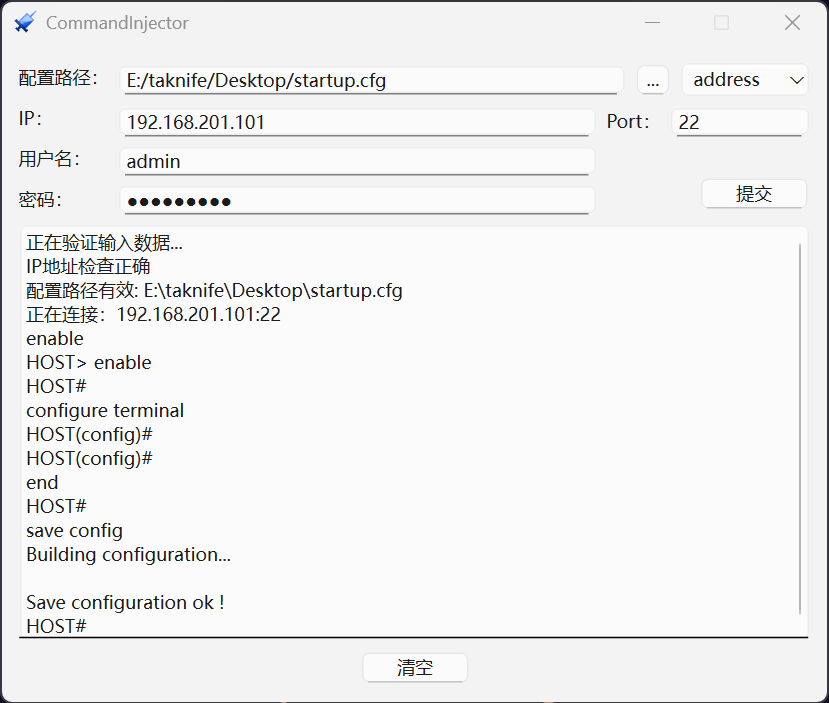 CommandInjector
配置路径： E:/taknife/Desktop/startup.cfg ... address
IP： 192.168.201.101 Port： 22
用户名： admin
密码： ●●●●●●●●● 提交
正在验证输入数据...
IP地址检查正确
配置路径有效: E:\taknife\Desktop\startup.cfg
正在连接：192.168.201.101:22
enable
HOST> enable
HOST#
configure terminal
HOST(config)#
HOST(config)#
end
HOST#
save config
Building configuration...
Save configuration ok !
HOST#
清空